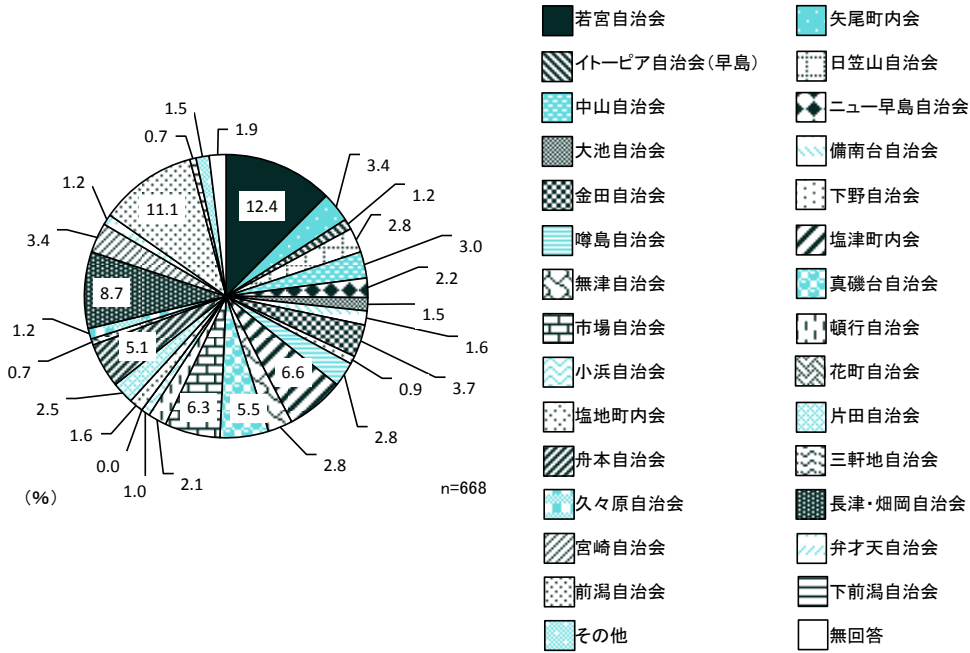 若宮自治会
矢尾町内会
イトーピア自治会(早島)
日笠山自治会
中山自治会
ニュー早島自治会
大池自治会
備南台自治会
金田自治会
下野自治会
噂島自治会
塩津町内会
無津自治会
真磯台自治会
市場自治会
頓行自治会
小浜自治会
花町自治会
塩地町内会
片田自治会
舟本自治会
三軒地自治会
久々原自治会
長津・畑岡自治会
宮崎自治会
弁才天自治会
前潟自治会
下前潟自治会
その他
無回答
12.4
3.4
1.2
2.8
3.0
2.2
1.5
1.6
3.7
0.9
2.8
6.6
2.8
5.5
6.3
2.1
1.0
0.0
1.6
2.5
5.1
0.7
1.2
8.7
3.4
1.2
11.1
0.7
1.5
1.9
(%)
n=668